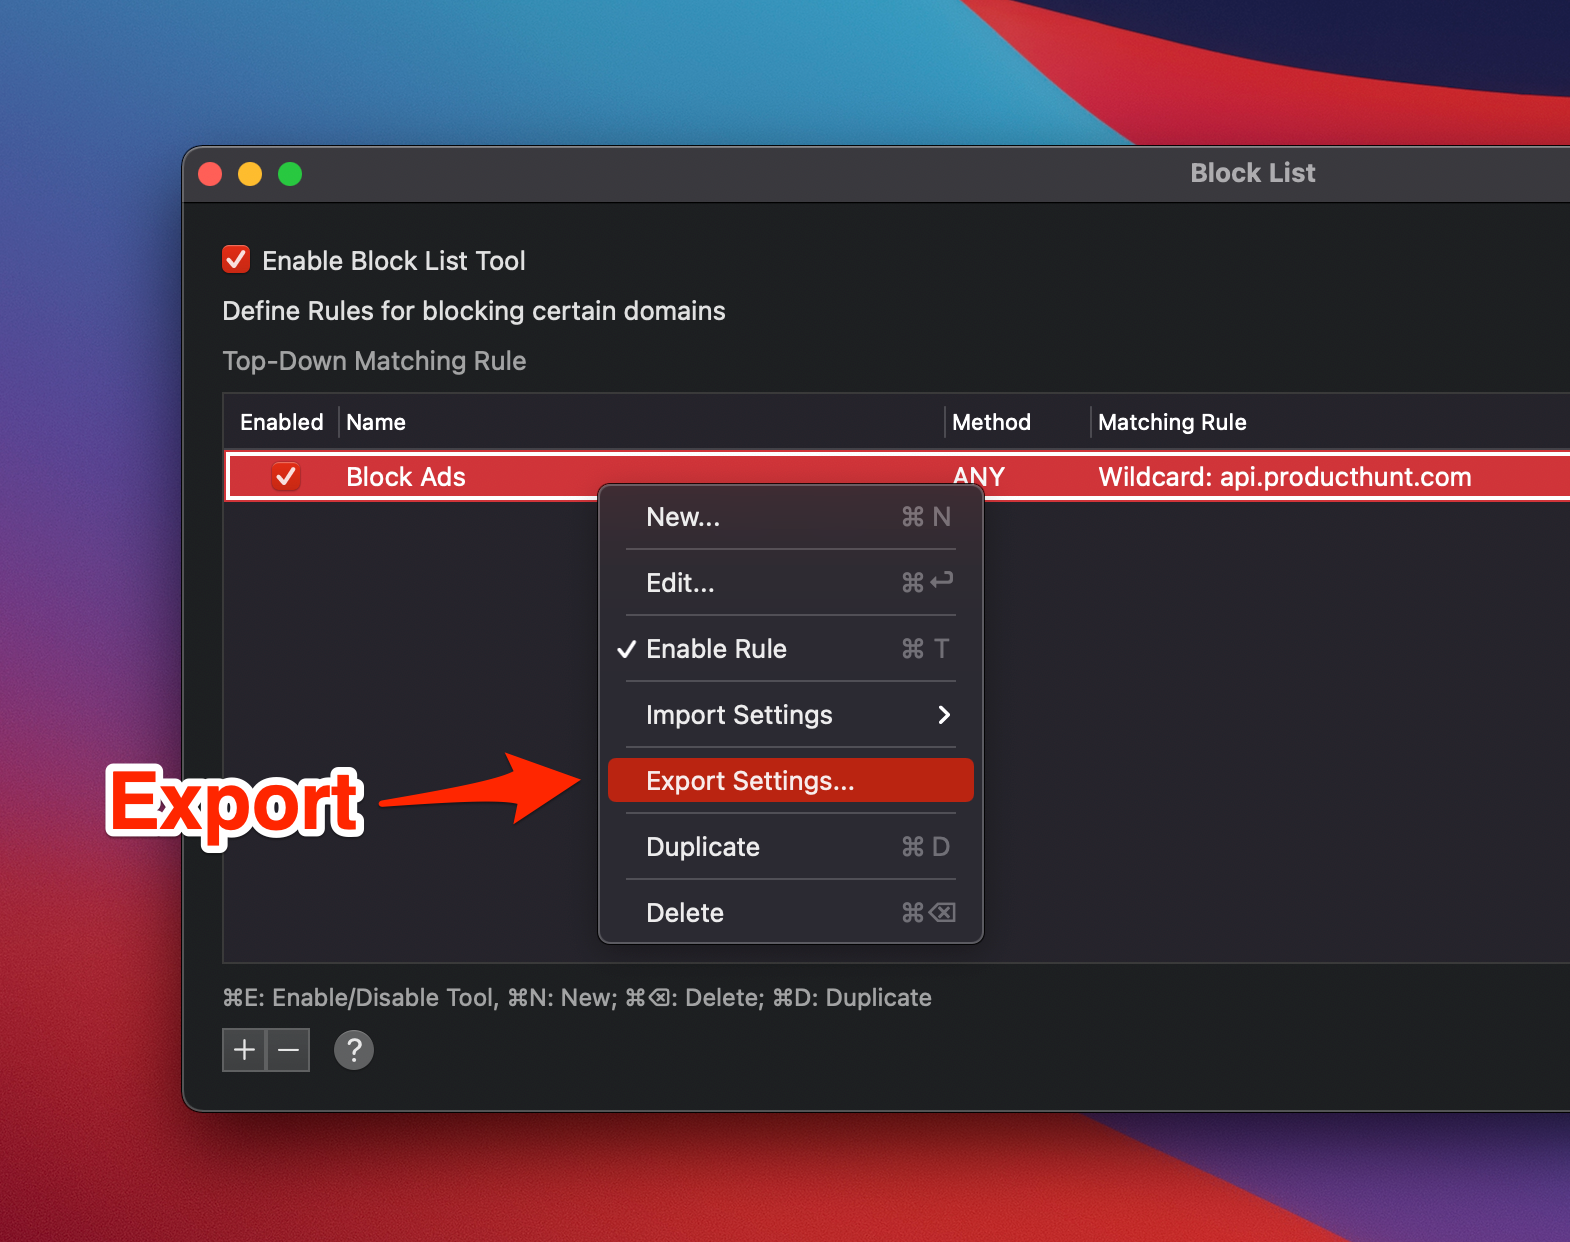 Block List
Enable Block List Tool
Define Rules for blocking certain domains
Top-Down Matching Rule
Enabled Name Method Matching Rule
Block Ads ANY Wildcard: api.producthunt.com
New... ⌘ N
Edit... ⌘ ↩
✓ Enable Rule ⌘ T
Import Settings >
Export Settings...
Export
Duplicate ⌘ D
Delete ⌘ ⌫
⌘E: Enable/Disable Tool, ⌘N: New; ⌘⌫: Delete; ⌘D: Duplicate
+ − ?